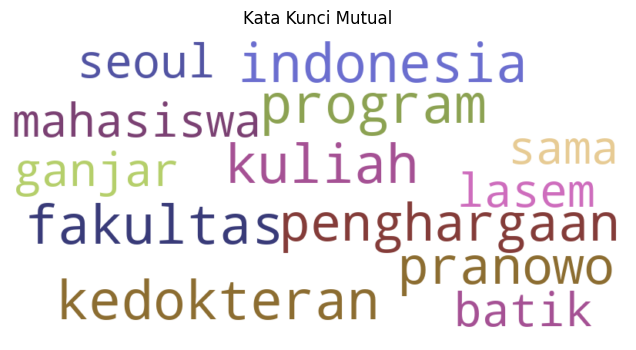 Kata Kunci Mutual
seoul indonesia
program
mahasiswa
sama
kuliah
ganjar
lasem
fakultas penghargaan
pranowo
kedokteran
batik